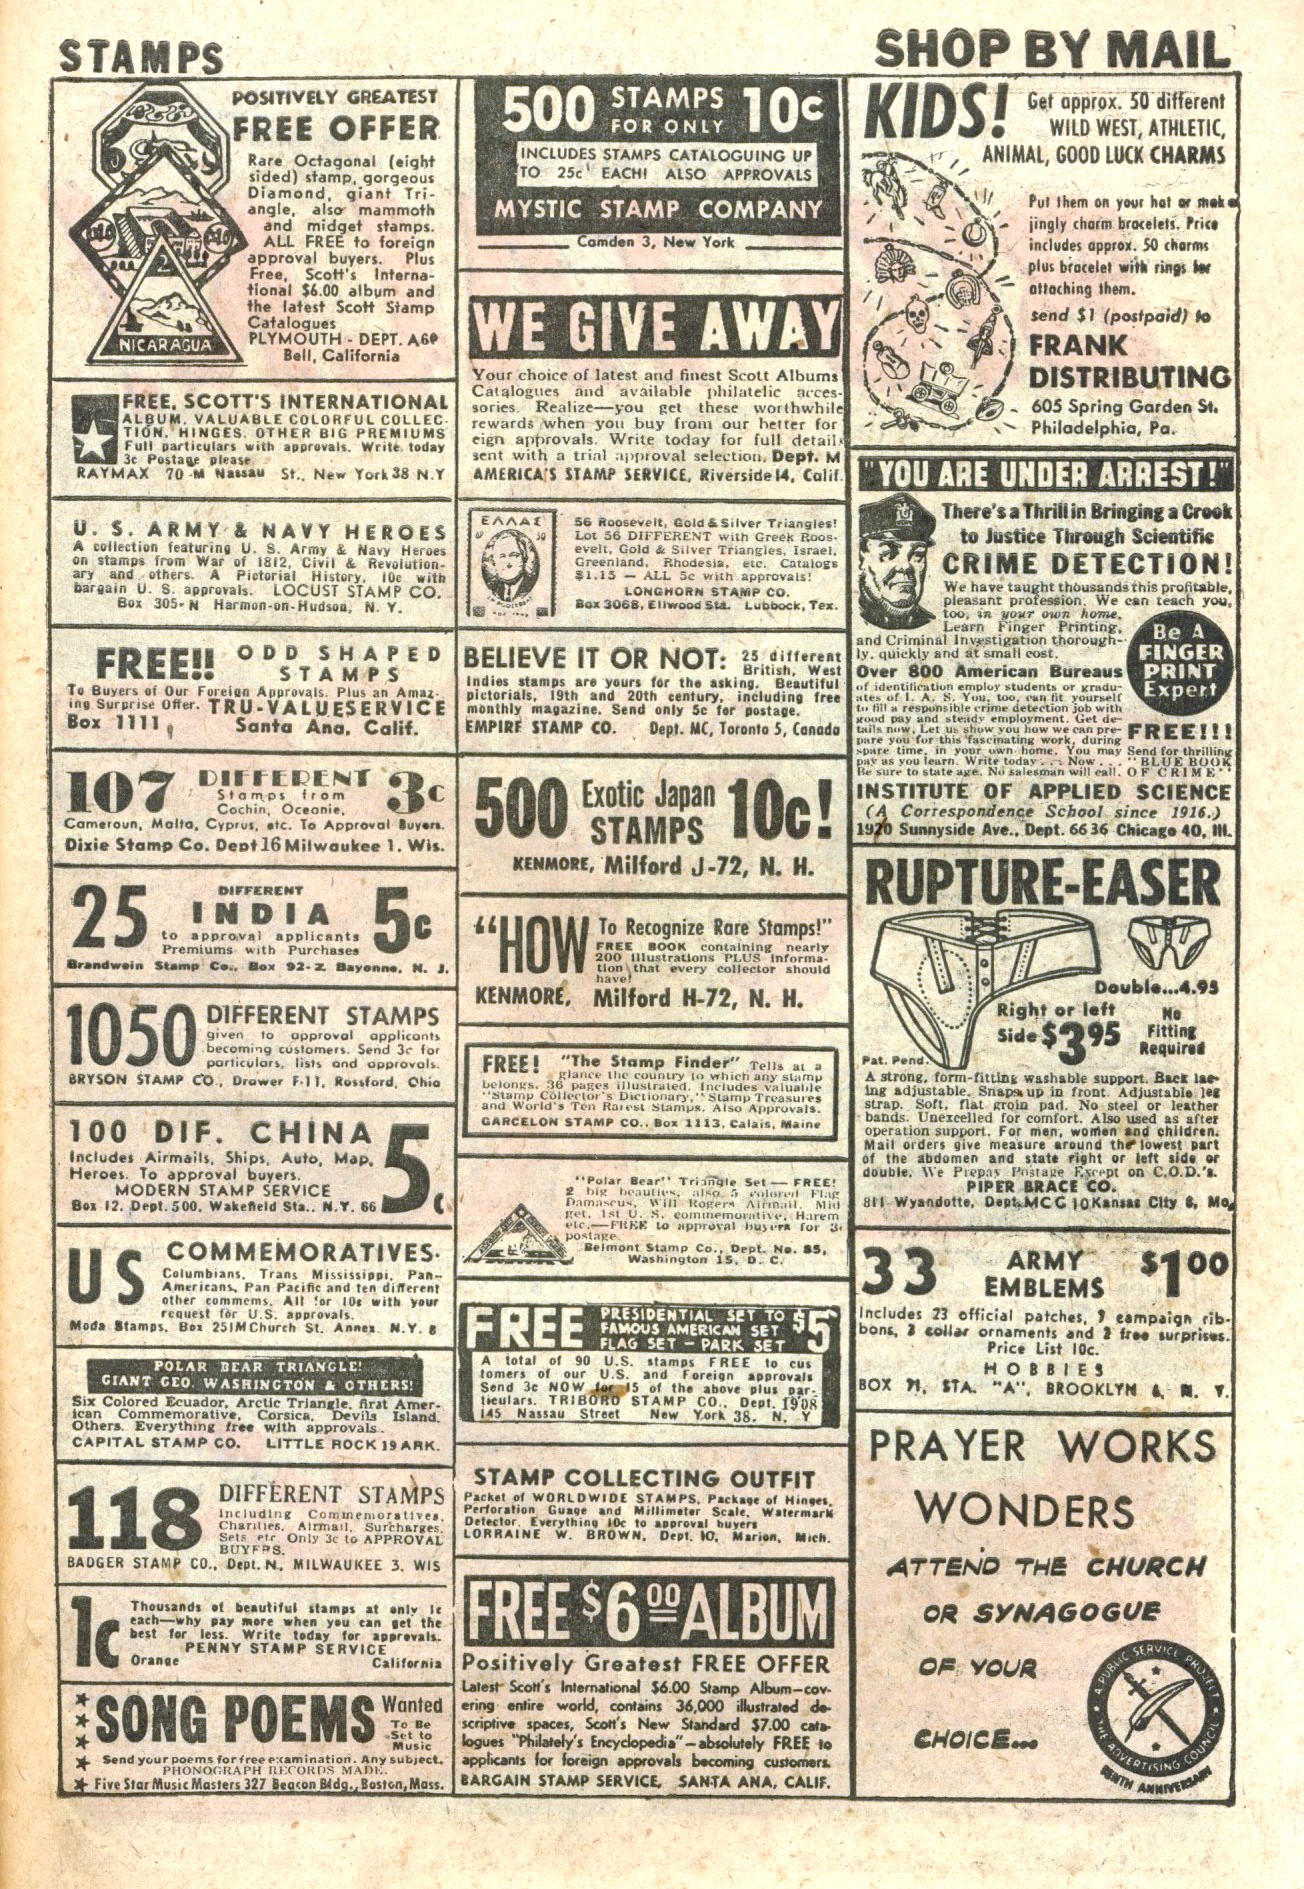 STAMPS
SHOP BY MAIL
POSITIVELY GREATEST
FREE OFFER
Rare Octagonal (eight
sided) stamp, gorgeous
Diamond, giant Tri-
angle, also mammoth
and midget stamps.
ALL FREE to foreign
approval buyers. Plus
Free, Scott's Interna-
tional $6.00 album and
the latest Scott Stamp
Catalogues
PLYMOUTH - DEPT. A60
Bell, California
NICARAGUA
FREE, SCOTT'S INTERNATIONAL
ALBUM, VALUABLE COLORFUL COLLEC-
TION, HINGES, OTHER BIG PREMIUMS
Full particulars with approvals. Write today
3c Postage please
RAYMAX 70-M Nassau St., New York 38 N.Y
U. S. ARMY & NAVY HEROES
A collection featuring U. S. Army & Navy Heroes
on stamps from War of 1812, Civil & Revolution-
ary and others. A Pictorial History, 10c with
bargain U. S. approvals. LOCUST STAMP CO.
Box 305-N Harmon-on-Hudson, N. Y.
FREE!! ODD SHAPED
STAMPS
To Buyers of Our Foreign Approvals. Plus an Amaz-
ing Surprise Offer. TRU-VALUE SERVICE
Box 1111, Santa Ana, Calif.
107 DIFFERENT 3c
Stamps from
Cochin, Oceanie,
Cameroun, Malta, Cyprus, etc. To Approval Buyers.
Dixie Stamp Co. Dept 16 Milwaukee 1, Wis.
25 DIFFERENT
INDIA 5c
to approval applicants
Premiums with Purchases
Brandwein Stamp Co., Box 92-Z Bayonne, N. J.
1050 DIFFERENT STAMPS
given to approval applicants
becoming customers. Send 3c for
particulars, lists and approvals.
BRYSON STAMP CO., Drawer F-11, Rossford, Ohio
100 DIF. CHINA 5c
Includes Airmails, Ships, Auto, Map,
Heroes. To approval buyers.
MODERN STAMP SERVICE
Box 12, Dept. 500, Wakefield Sta., N.Y. 66
US COMMEMORATIVES-
Columbians, Trans Mississippi, Pan-
Americans, Pan Pacific and ten different
other commems. All for 10c with your
request for U.S. approvals.
Moda Stamps, Box 251M Church St. Annex, N.Y. 8
POLAR BEAR TRIANGLE!
GIANT GEO. WASHINGTON & OTHERS!
Six Colored Ecuador, Arctic Triangle, first Amer-
ican Commemorative, Corsica, Devils Island,
Others. Everything free with approvals.
CAPITAL STAMP CO. LITTLE ROCK 19 ARK.
118 DIFFERENT STAMPS
Including Commemoratives,
Charities, Airmail, Surcharges,
Sets etc. Only 3c to APPROVAL
BUYERS.
BADGER STAMP CO., Dept. N, MILWAUKEE 3, WIS
1c Thousands of beautiful stamps at only 1c
each—why pay more when you can get the
best for less. Write today for approvals.
PENNY STAMP SERVICE
Orange California
SONG POEMS Wanted
To Be
Set to
Music
Send your poems for free examination. Any subject.
PHONOGRAPH RECORDS MADE.
Five Star Music Masters 327 Beacon Bldg., Boston, Mass.
500 STAMPS 10c
FOR ONLY
INCLUDES STAMPS CATALOGUING UP
TO 25c EACH! ALSO APPROVALS
MYSTIC STAMP COMPANY
Camden 3, New York
WE GIVE AWAY
Your choice of latest and finest Scott Albums
Catalogues and available philatelic acces-
sories. Realize—you get these worthwhile
rewards when you buy from our better for
eign approvals. Write today for full details
sent with a trial approval selection. Dept. M
AMERICA'S STAMP SERVICE, Riverside 14, Calif.
ΕΛΛΑΣ
56 Roosevelt, Gold & Silver Triangles!
Lot 56 DIFFERENT with Greek Roos-
evelt, Gold & Silver Triangles, Israel,
Greenland, Rhodesia, etc. Catalogs
$1.15 — ALL 5c with approvals!
LONGHORN STAMP CO.
Box 3068, Ellwood Sta. Lubbock, Tex.
BELIEVE IT OR NOT: 25 different
British, West
Indies stamps are yours for the asking. Beautiful
pictorials, 19th and 20th century, including free
monthly magazine. Send only 5c for postage.
EMPIRE STAMP CO. Dept. MC, Toronto 5, Canada
500 Exotic Japan
STAMPS 10c!
KENMORE, Milford J-72, N. H.
"HOW To Recognize Rare Stamps!"
FREE BOOK containing nearly
200 Illustrations PLUS informa-
tion that every collector should
have!
KENMORE, Milford H-72, N. H.
FREE! "The Stamp Finder" Tells at a
glance the country to which any stamp
belongs. 36 pages illustrated. Includes valuable
"Stamp Collector's Dictionary," Stamp Treasures
and World's Ten Rarest Stamps. Also Approvals.
GARCELON STAMP CO., Box 1113, Calais, Maine
"Polar Bear" Triangle Set — FREE!
2 big beauties, also 5 colored Flag
Damascus, Will Rogers Airmail, Mid
get, 1st U. S. commemorative, Harem
etc.—FREE to approval buyers for 3c
postage.
Belmont Stamp Co., Dept. No. 85,
Washington 15, D. C.
FREE PRESIDENTIAL SET TO $5
FAMOUS AMERICAN SET
FLAG SET - PARK SET
A total of 90 U.S. stamps FREE to cus
tomers of our U.S. and Foreign approvals
Send 3c NOW for 15 of the above plus par-
ticulars. TRIBORO STAMP CO., Dept. 1908
145 Nassau Street New York 38, N. Y
STAMP COLLECTING OUTFIT
Packet of WORLDWIDE STAMPS, Package of Hinges,
Perforation Guage and Millimeter Scale, Watermark
Detector. Everything 10c to approval buyers
LORRAINE W. BROWN, Dept. 10, Marion, Mich.
FREE $6.00 ALBUM
Positively Greatest FREE OFFER
Latest Scott's International $6.00 Stamp Album—cov-
ering entire world, contains 36,000 illustrated de-
scriptive spaces, Scott's New Standard $7.00 cata-
logues "Philately's Encyclopedia"—absolutely FREE to
applicants for foreign approvals becoming customers.
BARGAIN STAMP SERVICE, SANTA ANA, CALIF.
KIDS! Get approx. 50 different
WILD WEST, ATHLETIC,
ANIMAL, GOOD LUCK CHARMS
Put them on your hat or make
jingly charm bracelets. Price
includes approx. 50 charms
plus bracelet with rings for
attaching them.
send $1 (postpaid) to
FRANK
DISTRIBUTING
605 Spring Garden St.
Philadelphia, Pa.
"YOU ARE UNDER ARREST!"
There's a Thrill in Bringing a Crook
to Justice Through Scientific
CRIME DETECTION!
We have taught thousands this profitable,
pleasant profession. We can teach you,
too, in your own home.
Learn Finger Printing,
and Criminal Investigation thorough-
ly, quickly and at small cost.
Over 800 American Bureaus
of identification employ students or gradu-
ates of I. A. S. You, too, can fit yourself
to fill a responsible crime detection job with
good pay and steady employment. Get de-
tails now. Let us show you how we can pre-
pare you for this fascinating work, during
spare time, in your own home. You may
pay as you learn. Write today . . . Now . . .
Be sure to state age. No salesman will call.
Be A
FINGER
PRINT
Expert
FREE!!!
Send for thrilling
"BLUE BOOK
OF CRIME"
INSTITUTE OF APPLIED SCIENCE
(A Correspondence School since 1916.)
1920 Sunnyside Ave., Dept. 6636 Chicago 40, Ill.
RUPTURE-EASER
Double...4.95
Right or left
Side $3.95
No
Fitting
Required
Pat. Pend.
A strong, form-fitting washable support. Back lac-
ing adjustable. Snaps up in front. Adjustable leg
strap. Soft, flat groin pad. No steel or leather
bands. Unexcelled for comfort. Also used as after
operation support. For men, women and children.
Mail orders give measure around the lowest part
of the abdomen and state right or left side or
double. We Prepay Postage Except on C.O.D.'s.
PIPER BRACE CO.
811 Wyandotte, Dept. MCG 10 Kansas City 6, Mo.
33 ARMY
EMBLEMS $1.00
Includes 23 official patches, 7 campaign rib-
bons, 3 collar ornaments and 2 free surprises.
Price List 10c.
HOBBIES
BOX 71, STA. "A", BROOKLYN 6, N. Y.
PRAYER WORKS
WONDERS
ATTEND THE CHURCH
OR SYNAGOGUE
OF YOUR
CHOICE...
A PUBLIC SERVICE PROJECT
OF THE ADVERTISING COUNCIL
TENTH ANNIVERSARY